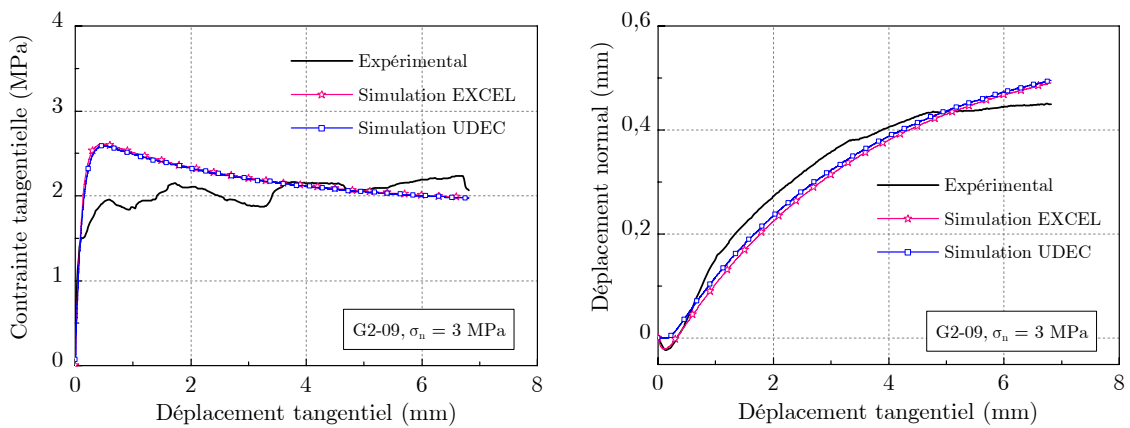 Contrainte tangentielle (MPa)
4
3
2
1
0
Expérimental
Simulation EXCEL
Simulation UDEC
G2-09, σn = 3 MPa
0 2 4 6 8
Déplacement tangentiel (mm)
Déplacement normal (mm)
0,6
0,4
0,2
0
Expérimental
Simulation EXCEL
Simulation UDEC
G2-09, σn = 3 MPa
0 2 4 6 8
Déplacement tangentiel (mm)